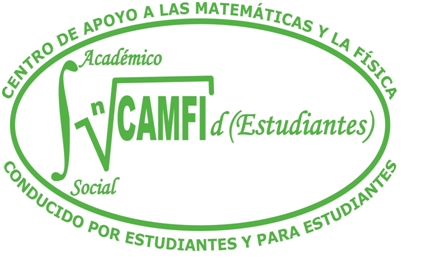 CENTRO DE APOYO A LAS MATEMÁTICAS Y LA FÍSICA
Académico
∫ n√CAMFI d (Estudiantes)
Social
CONDUCIDO POR ESTUDIANTES Y PARA ESTUDIANTES